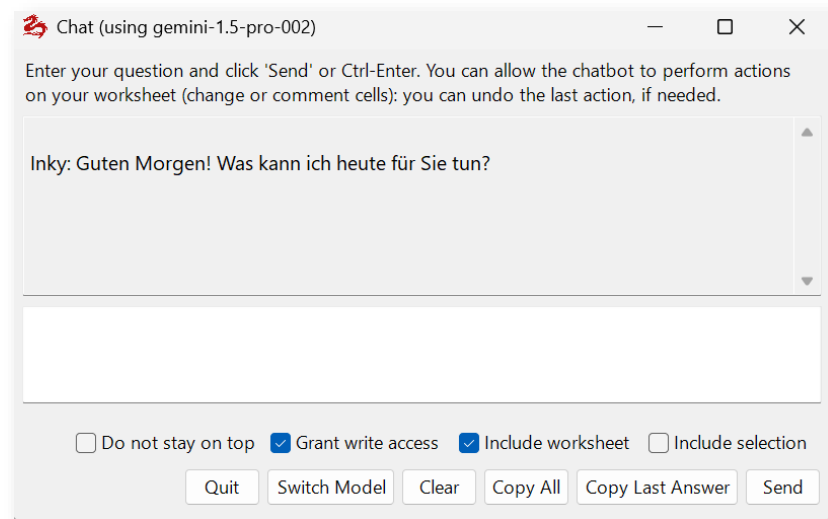 Chat (using gemini-1.5-pro-002)
Enter your question and click 'Send' or Ctrl-Enter. You can allow the chatbot to perform actions
on your worksheet (change or comment cells): you can undo the last action, if needed.
Inky: Guten Morgen! Was kann ich heute für Sie tun?
Do not stay on top Grant write access Include worksheet Include selection
Quit Switch Model Clear Copy All Copy Last Answer Send